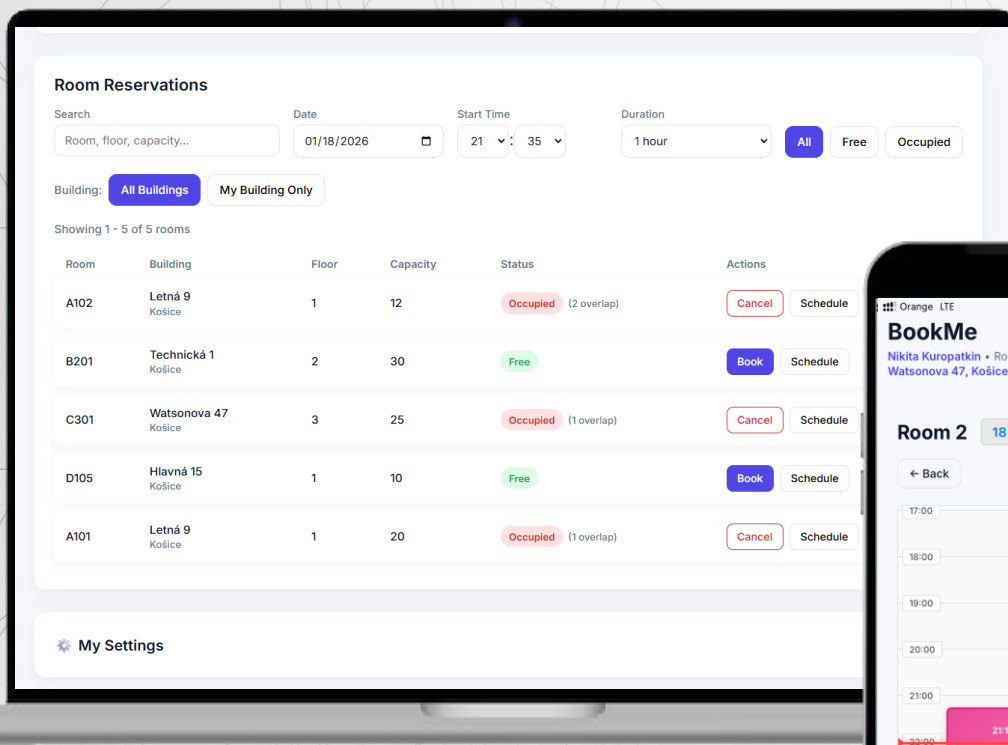 Room Reservations
Search Date Start Time Duration
Room, floor, capacity... 01/18/2026 21 : 35 1 hour All Free Occupied
Building: All Buildings My Building Only
Showing 1 - 5 of 5 rooms
Room Building Floor Capacity Status Actions
A102 Letná 9 1 12 Occupied (2 overlap) Cancel Schedule
Košice
B201 Technická 1 2 30 Free Book Schedule
Košice
C301 Watsonova 47 3 25 Occupied (1 overlap) Cancel Schedule
Košice
D105 Hlavná 15 1 10 Free Book Schedule
Košice
A101 Letná 9 1 20 Occupied (1 overlap) Cancel Schedule
Košice
My Settings
Orange LTE
BookMe
Nikita Kuropatkin • Ro
Watsonova 47, Košice
Room 2 18
← Back
17:00
18:00
19:00
20:00
21:00
21:1
22:00